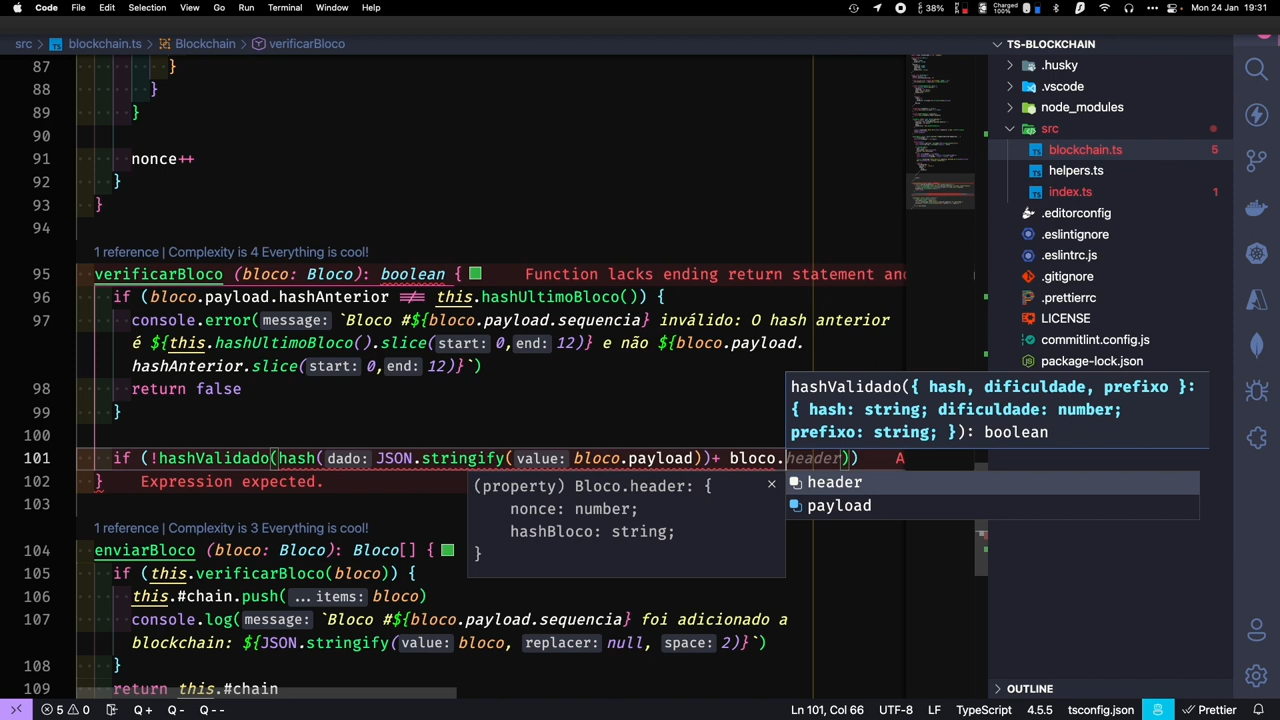 Code File Edit Selection View Go Run Terminal Window Help 38% Charged 100% Mon 24 Jan 19:31
src > TS blockchain.ts > Blockchain > verificarBloco
87 }
88 }
89 }
90
91 nonce++
92 }
93 }
94
1 reference | Complexity is 4 Everything is cool!
95 verificarBloco (bloco: Bloco): boolean { Function lacks ending return statement and
96 if (bloco.payload.hashAnterior !== this.hashUltimoBloco()) {
97 console.error(message: `Bloco #${bloco.payload.sequencia} inválido: O hash anterior
é ${this.hashUltimoBloco().slice(start: 0,end: 12)} e não ${bloco.payload.
hashAnterior.slice(start: 0,end: 12)}`)
98 return false
99 }
100
101 if (!hashValidado(hash(dado: JSON.stringify(value: bloco.payload))+ bloco.header)) A
102 } Expression expected.
103
1 reference | Complexity is 3 Everything is cool!
104 enviarBloco (bloco: Bloco): Bloco[] {
105 if (this.verificarBloco(bloco)) {
106 this.#chain.push(...items: bloco)
107 console.log(message: `Bloco #${bloco.payload.sequencia} foi adicionado a
blockchain: ${JSON.stringify(value: bloco, replacer: null, space: 2)}`)
108 }
109 return this.#chain
hashValidado({ hash, dificuldade, prefixo }:
{ hash: string; dificuldade: number;
prefixo: string; }): boolean
header
payload
(property) Bloco.header: {
nonce: number;
hashBloco: string;
}
TS-BLOCKCHAIN
.husky
.vscode
node_modules
src
TS blockchain.ts 5
TS helpers.ts
TS index.ts 1
.editorconfig
.eslintignore
.eslintrc.js
.gitignore
.prettierrc
LICENSE
commitlint.config.js
package-lock.json
OUTLINE
5 0 Q+ Q- Q-- Ln 101, Col 66 UTF-8 LF TypeScript 4.5.5 tsconfig.json Prettier